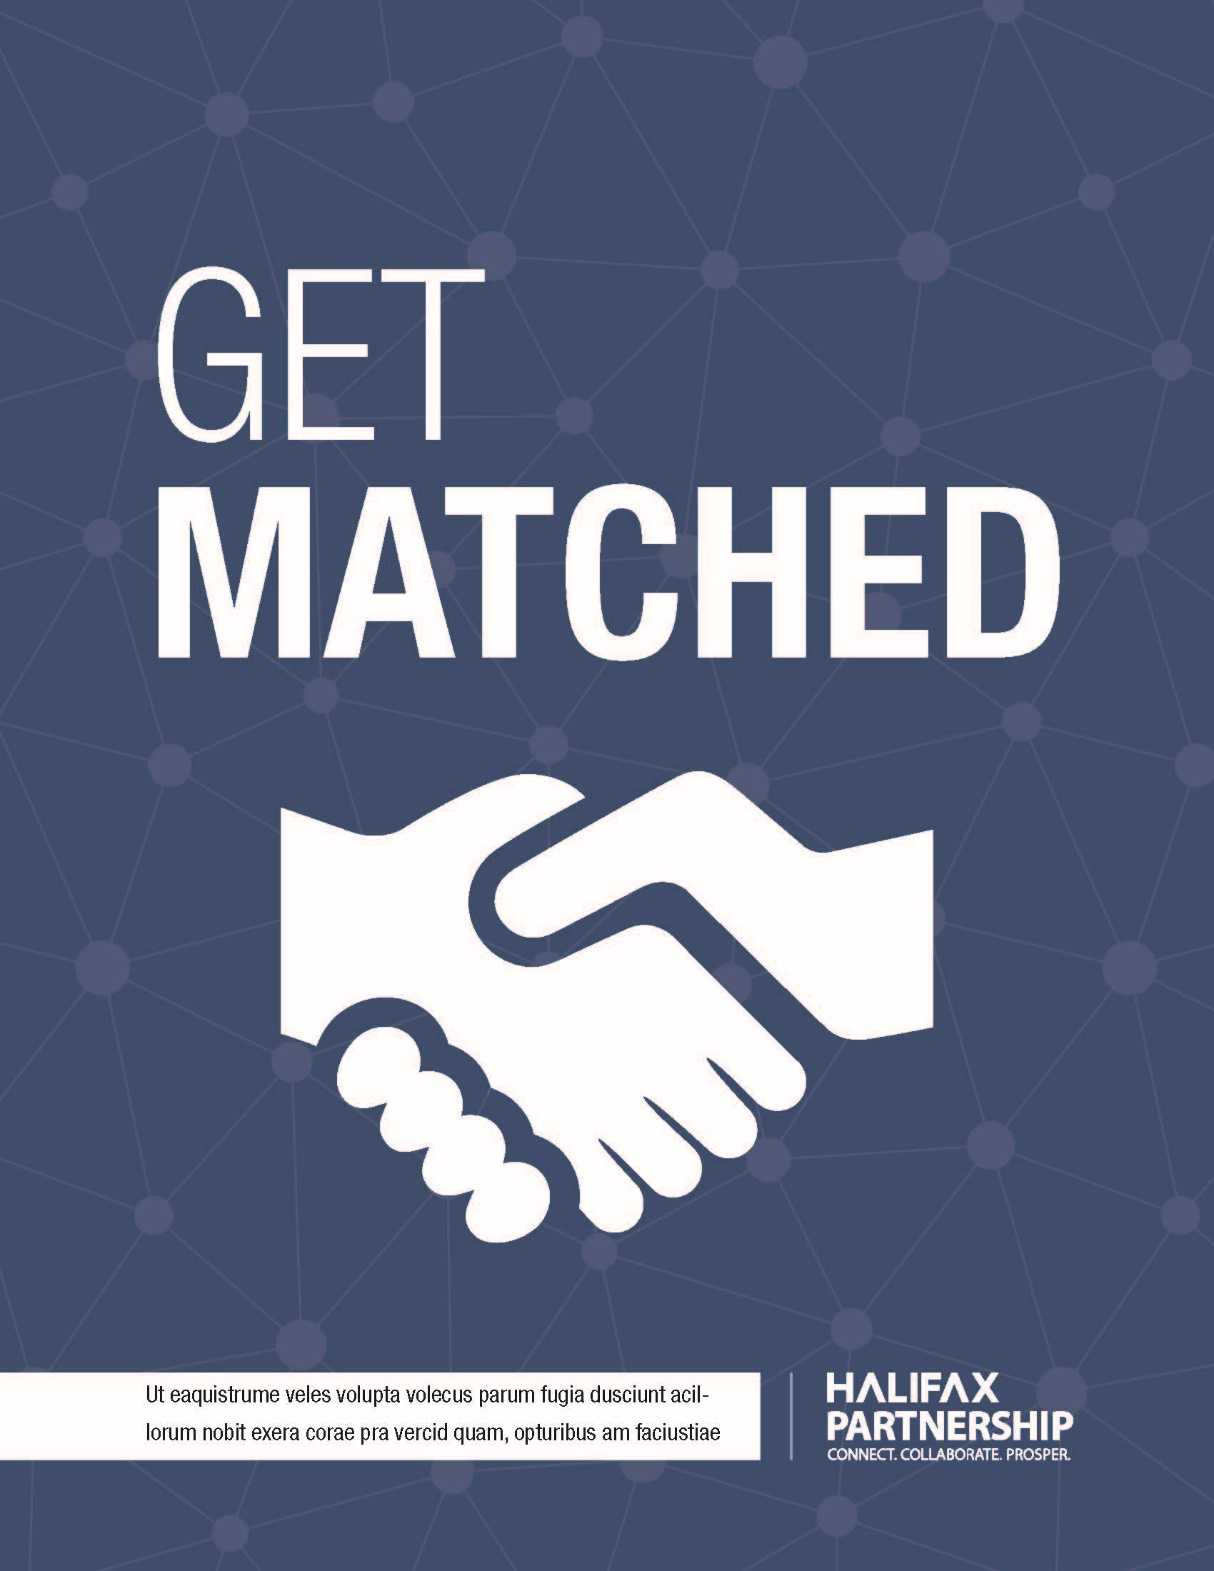 GET
MATCHED
Ut eaquistrume veles volupta volecus parum fugia dusciunt acil-
lorum nobit exera corae pra vercid quam, opturibus am faciustiae
HALIFAX
PARTNERSHIP
CONNECT. COLLABORATE. PROSPER.